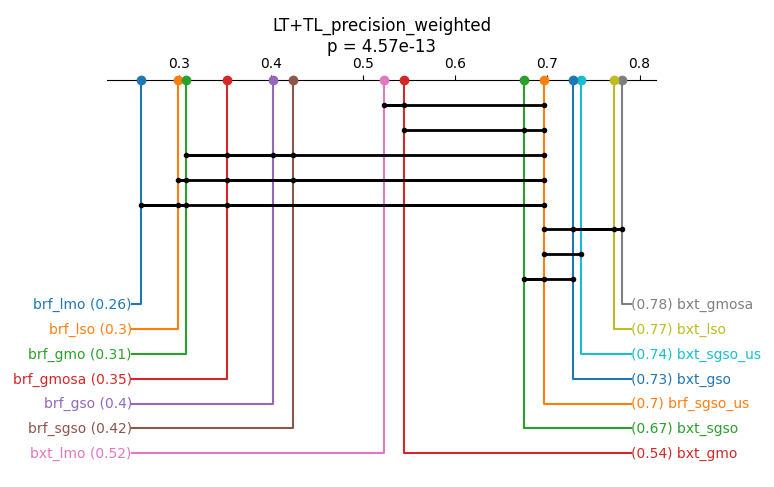 LT+TL_precision_weighted
p = 4.57e-13
0.3 0.4 0.5 0.6 0.7 0.8
brf_lmo (0.26) (0.78) bxt_gmosa
brf_lso (0.3) (0.77) bxt_lso
brf_gmo (0.31) (0.74) bxt_sgso_us
brf_gmosa (0.35) (0.73) bxt_gso
brf_gso (0.4) (0.7) brf_sgso_us
brf_sgso (0.42) (0.67) bxt_sgso
bxt_lmo (0.52) (0.54) bxt_gmo